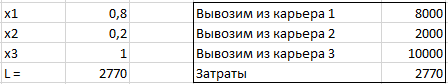 x1 0,8 Вывозим из карьера 1 8000
x2 0,2 Вывозим из карьера 2 2000
x3 1 Вывозим из карьера 3 10000
L = 2770 Затраты 2770